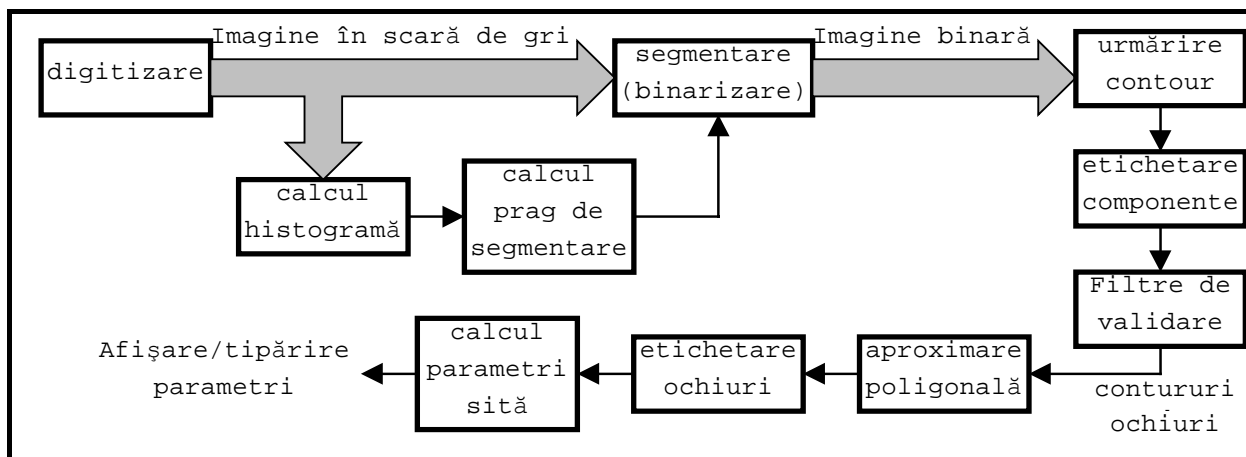 Imagine în scară de gri
digitizare
segmentare
(binarizare)
Imagine binară
urmărire
contour
calcul
histogramă
calcul
prag de
segmentare
etichetare
componente
Filtre de
validare
contururi
ochiuri
aproximare
poligonală
etichetare
ochiuri
calcul
parametri
sită
Afişare/tipărire
parametri